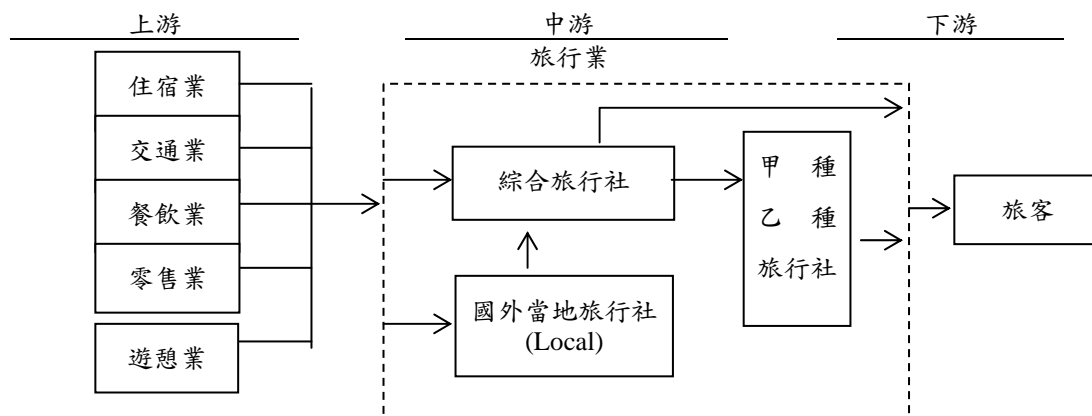 上游
中游
下游
旅行業
住宿業
交通業
餐飲業
零售業
遊憩業
綜合旅行社
國外當地旅行社
(Local)
甲 種
乙 種
旅行社
旅客